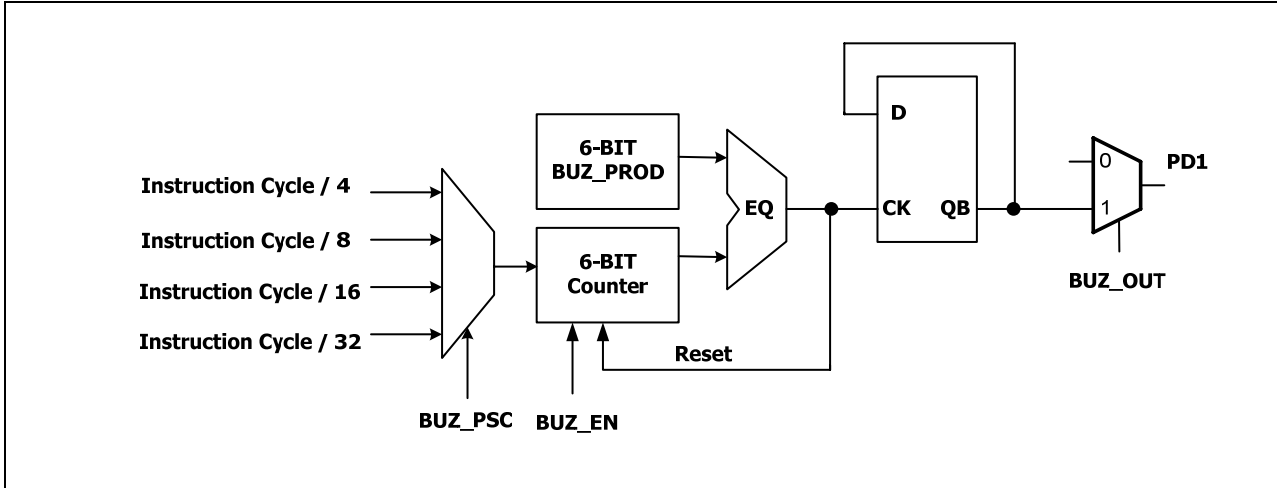 Instruction Cycle / 4
Instruction Cycle / 8
Instruction Cycle / 16
Instruction Cycle / 32
BUZ_PSC
6-BIT
BUZ_PROD
6-BIT
Counter
BUZ_EN
Reset
EQ
D
CK
QB
0
1
PD1
BUZ_OUT